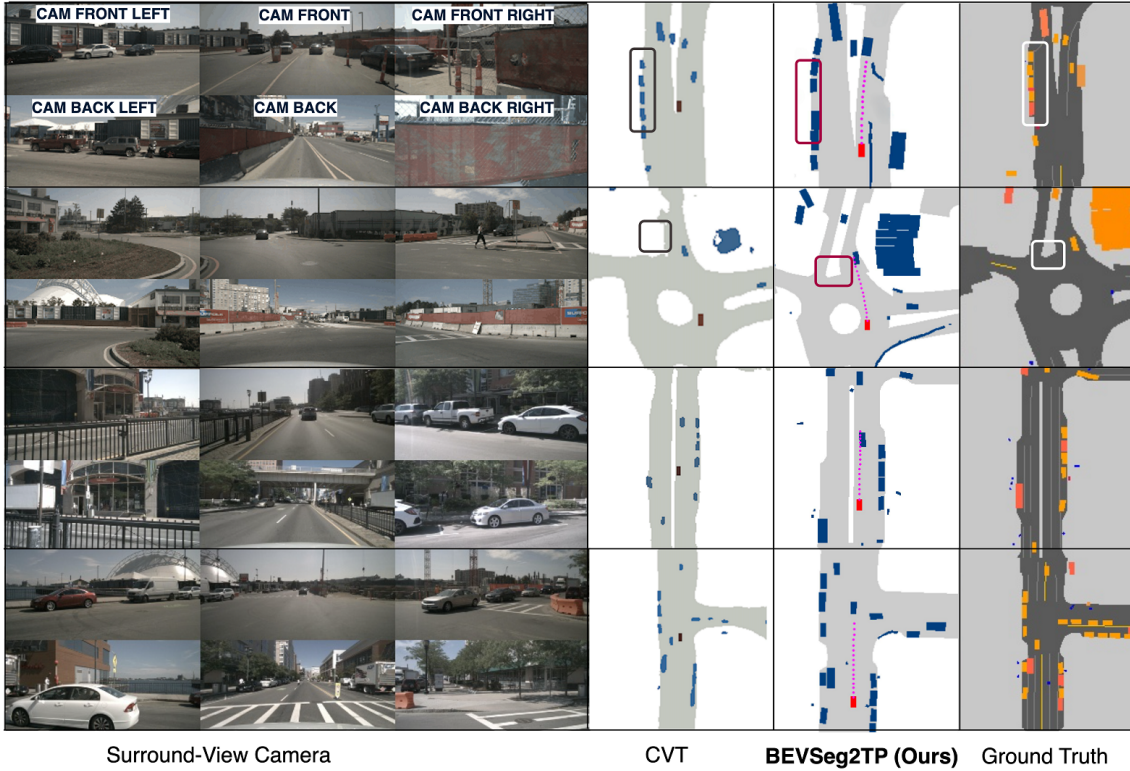 CAM FRONT LEFT
CAM FRONT
CAM FRONT RIGHT
CAM BACK LEFT
CAM BACK
CAM BACK RIGHT
Surround-View Camera
CVT
BEVSeg2TP (Ours)
Ground Truth